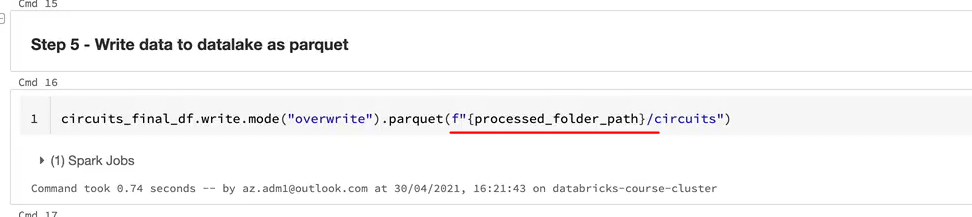 Cmd 15
Step 5 - Write data to datalake as parquet
Cmd 16
1 circuits_final_df.write.mode("overwrite").parquet(f"{processed_folder_path}/circuits")
(1) Spark Jobs
Command took 0.74 seconds -- by az.adm1@outlook.com at 30/04/2021, 16:21:43 on databricks-course-cluster
Cmd 17